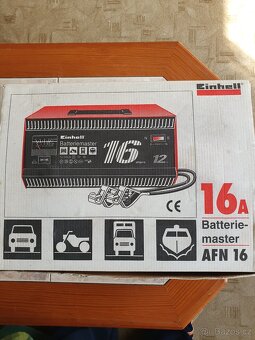 Einhell
Einhell
Batteriemaster
16
12
CE
16A
Batterie-
master
AFN 16